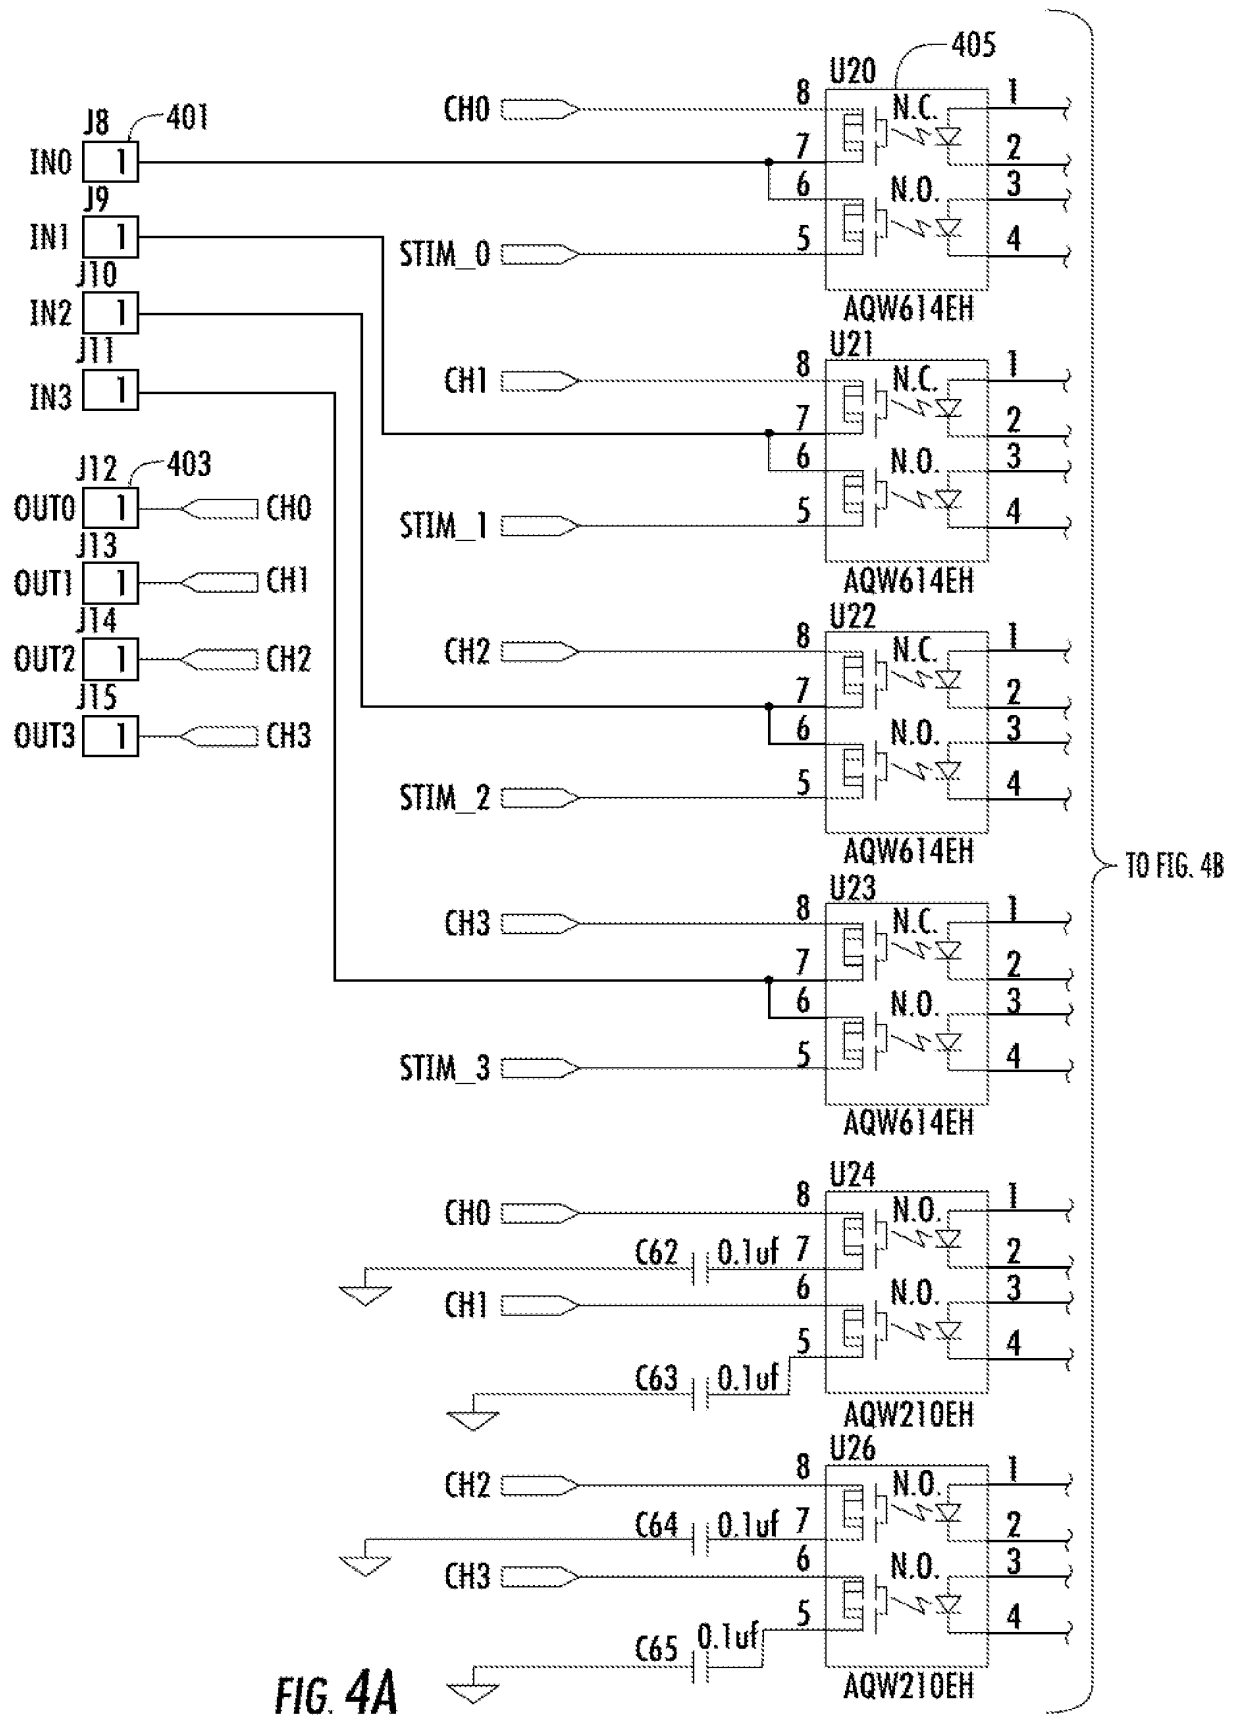 405
U20
CH0 8 N.C. 1
J8 401
IN0 1 7 2
6 N.O. 3
J9
IN1 1
STIM_0 5 4
J10
IN2 1
AQW614EH
J11
IN3 1
U21
CH1 8 N.C. 1
7 2
6 N.O. 3
STIM_1 5 4
AQW614EH
J12 403
OUT0 1 CH0
J13
OUT1 1 CH1
J14
OUT2 1 CH2
J15
OUT3 1 CH3
U22
CH2 8 N.C. 1
7 2
6 N.O. 3
STIM_2 5 4
AQW614EH
TO FIG. 4B
U23
CH3 8 N.C. 1
7 2
6 N.O. 3
STIM_3 5 4
AQW614EH
U24
CH0 8 N.O. 1
C62 0.1uf 7 2
CH1 6 N.O. 3
5 4
C63 0.1uf
AQW210EH
U26
CH2 8 N.O. 1
C64 0.1uf 7 2
CH3 6 N.O. 3
5 4
C65 0.1uf
AQW210EH
FIG. 4A